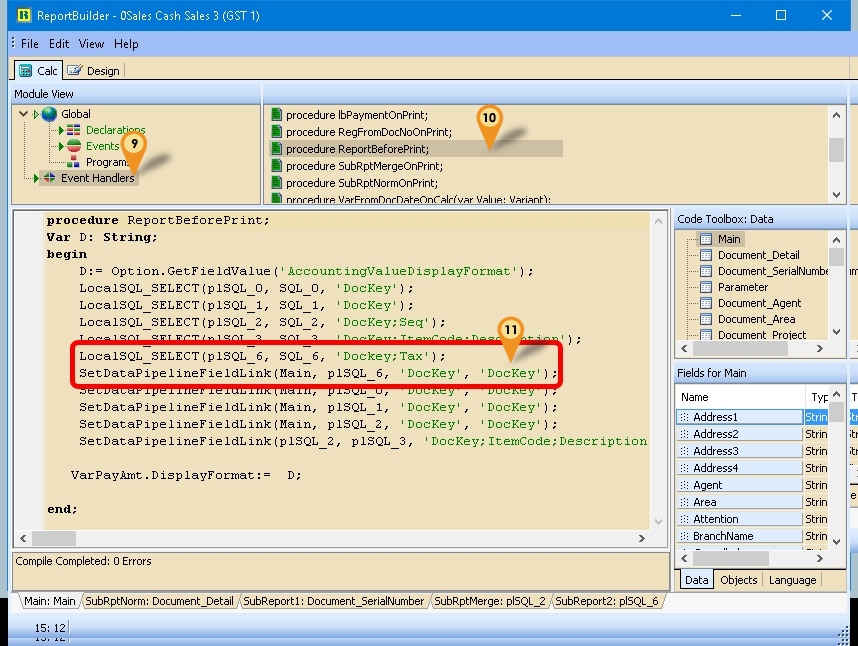 ReportBuilder - 0Sales Cash Sales 3 (GST 1)
File Edit View Help
Calc Design
Module View
Global
Declarations
Events
Programs
Event Handlers
9
procedure lbPaymentOnPrint;
procedure RegFromDocNoOnPrint;
procedure ReportBeforePrint;
procedure SubRptMergeOnPrint;
procedure SubRptNormOnPrint;
procedure VarFromDocDateOnCalc(var Value: Variant);
10
procedure ReportBeforePrint;
Var D: String;
begin
D:= Option.GetFieldValue('AccountingValueDisplayFormat');
LocalSQL_SELECT(plSQL_0, SQL_0, 'DocKey');
LocalSQL_SELECT(plSQL_1, SQL_1, 'DocKey');
LocalSQL_SELECT(plSQL_2, SQL_2, 'DocKey;Seq');
LocalSQL_SELECT(plSQL_3, SQL_3, 'DocKey;ItemCode;Description');
LocalSQL_SELECT(plSQL_6, SQL_6, 'Dockey;Tax');
SetDataPipelineFieldLink(Main, plSQL_6, 'DocKey', 'DocKey');
SetDataPipelineFieldLink(Main, plSQL_0, 'DocKey', 'DocKey');
SetDataPipelineFieldLink(Main, plSQL_1, 'DocKey', 'DocKey');
SetDataPipelineFieldLink(Main, plSQL_2, 'DocKey', 'DocKey');
SetDataPipelineFieldLink(plSQL_2, plSQL_3, 'DocKey;ItemCode;Description
VarPayAmt.DisplayFormat:= D;
end;
11
Code Toolbox: Data
Main
Document_Detail
Document_SerialNumbe
Parameter
Document_Agent
Document_Area
Document_Project
Fields for Main
Name Typ
Address1 Strin
Address2 Strin
Address3 Strin
Address4 Strin
Agent Strin
Area Strin
Attention Strin
BranchName Strin
Data Objects Language
Compile Completed: 0 Errors
Main: Main SubRptNorm: Document_Detail SubReport1: Document_SerialNumber SubRptMerge: plSQL_2 SubReport2: plSQL_6
15: 12
15: 12